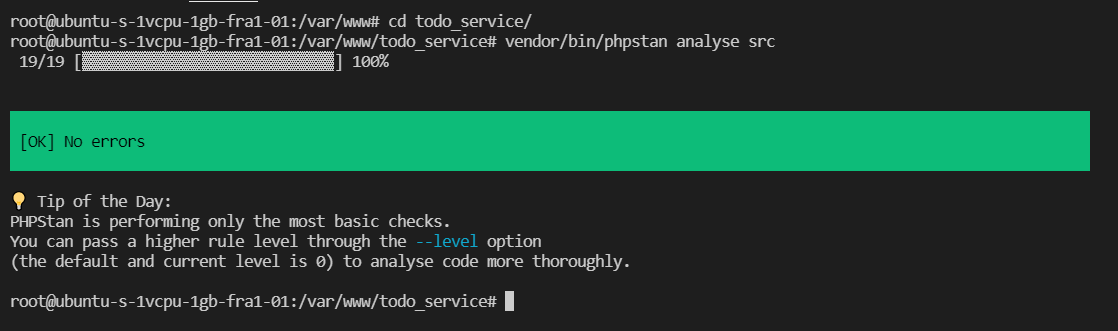 root@ubuntu-s-1vcpu-1gb-fra1-01:/var/www# cd todo_service/
root@ubuntu-s-1vcpu-1gb-fra1-01:/var/www/todo_service# vendor/bin/phpstan analyse src
19/19 [▓▓▓▓▓▓▓▓▓▓▓▓▓▓▓▓▓▓▓▓▓▓▓▓▓▓▓▓] 100%
[OK] No errors
💡 Tip of the Day:
PHPStan is performing only the most basic checks.
You can pass a higher rule level through the --level option
(the default and current level is 0) to analyse code more thoroughly.
root@ubuntu-s-1vcpu-1gb-fra1-01:/var/www/todo_service#